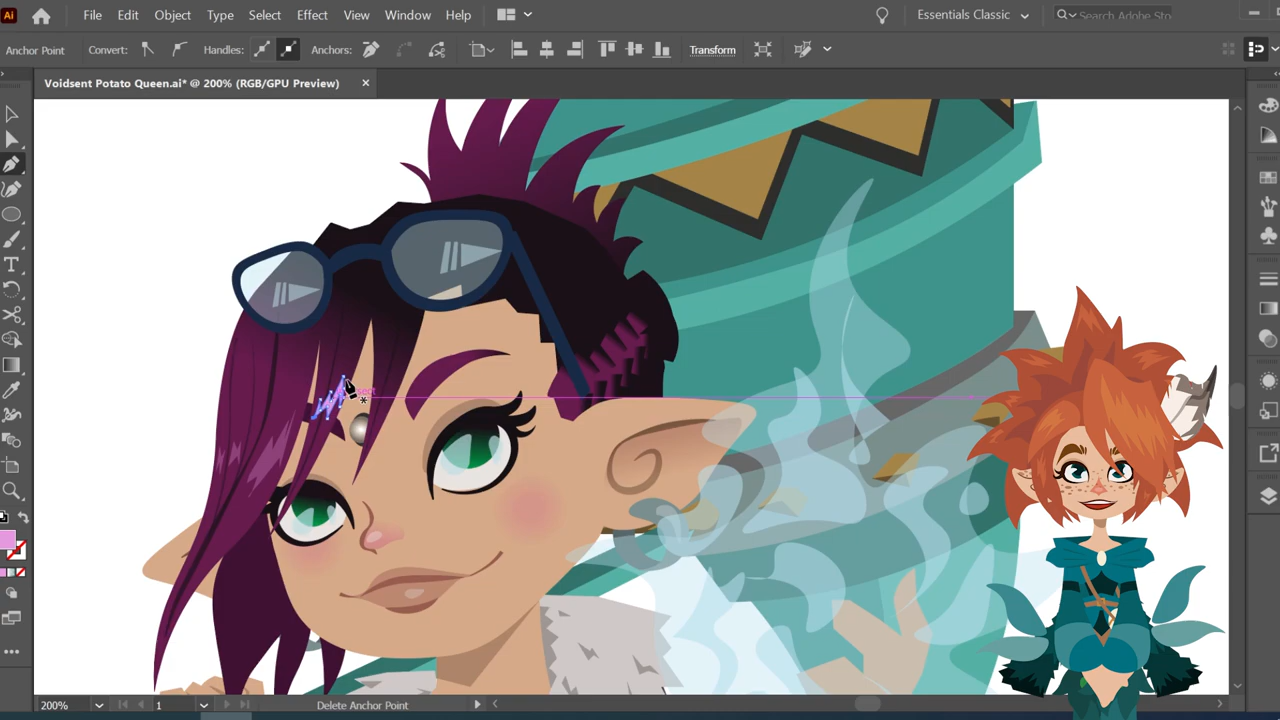 Ai File Edit Object Type Select Effect View Window Help Essentials Classic Search Adobe Sto
Anchor Point Convert: Handles: Anchors: Transform
Voidsent Potato Queen.ai* @ 200% (RGB/GPU Preview)
200% 1 Delete Anchor Point